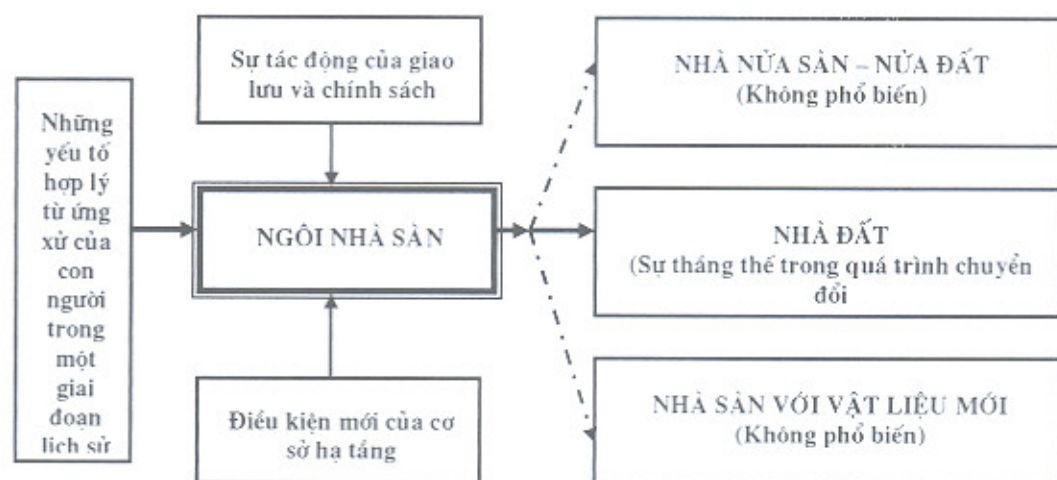 Những
yếu tố
hợp lý
từ ứng
xử của
con
người
trong
một
giai
đoạn
lịch sử
Sự tác động của giao
lưu và chính sách
NGÔI NHÀ SÀN
Điều kiện mới của cơ
sở hạ tầng
NHÀ NỬA SÀN – NỬA ĐẤT
(Không phổ biến)
NHÀ ĐẤT
(Sự tháng thế trong quá trình chuyển
đổi
NHÀ SÀN VỚI VẬT LIỆU MỚI
(Không phổ biến)